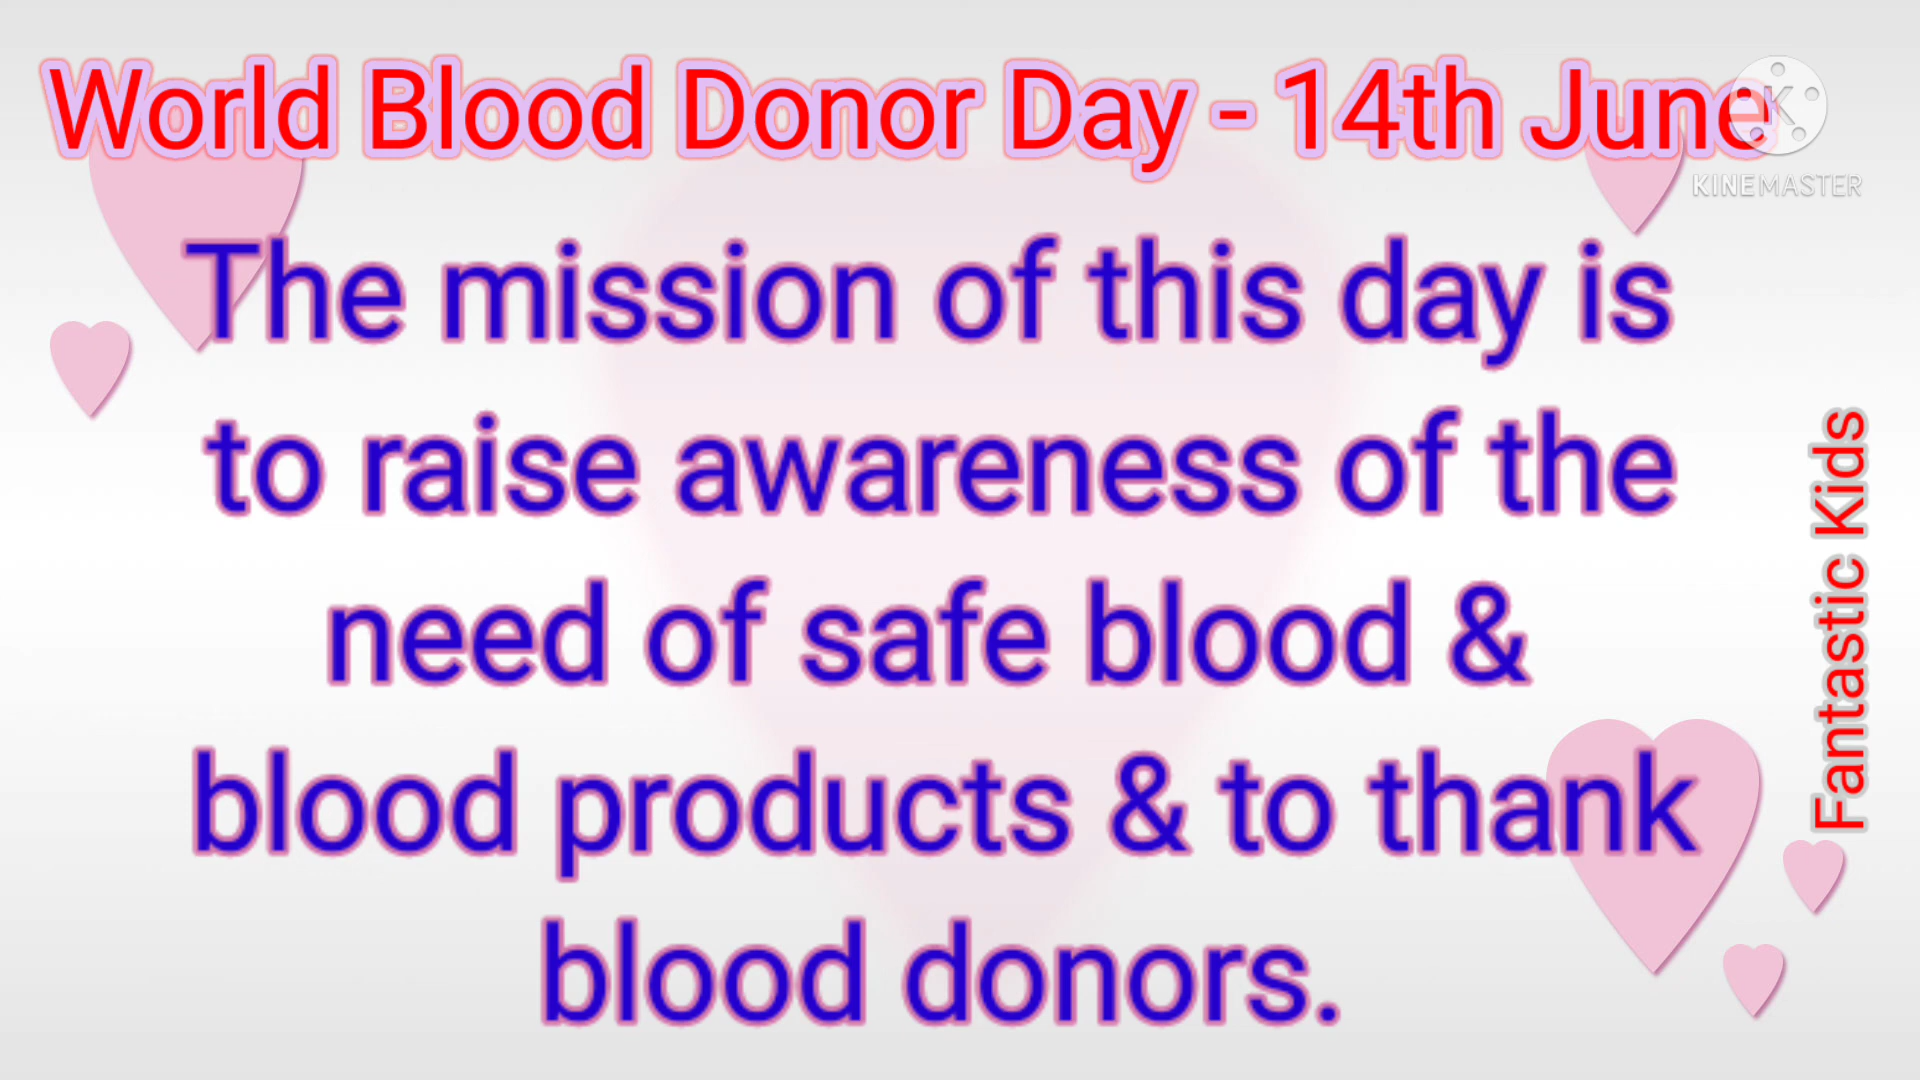 World Blood Donor Day - 14th June
K
KINEMASTER
The mission of this day is
to raise awareness of the
need of safe blood &
blood products & to thank
blood donors.
Fantastic Kids